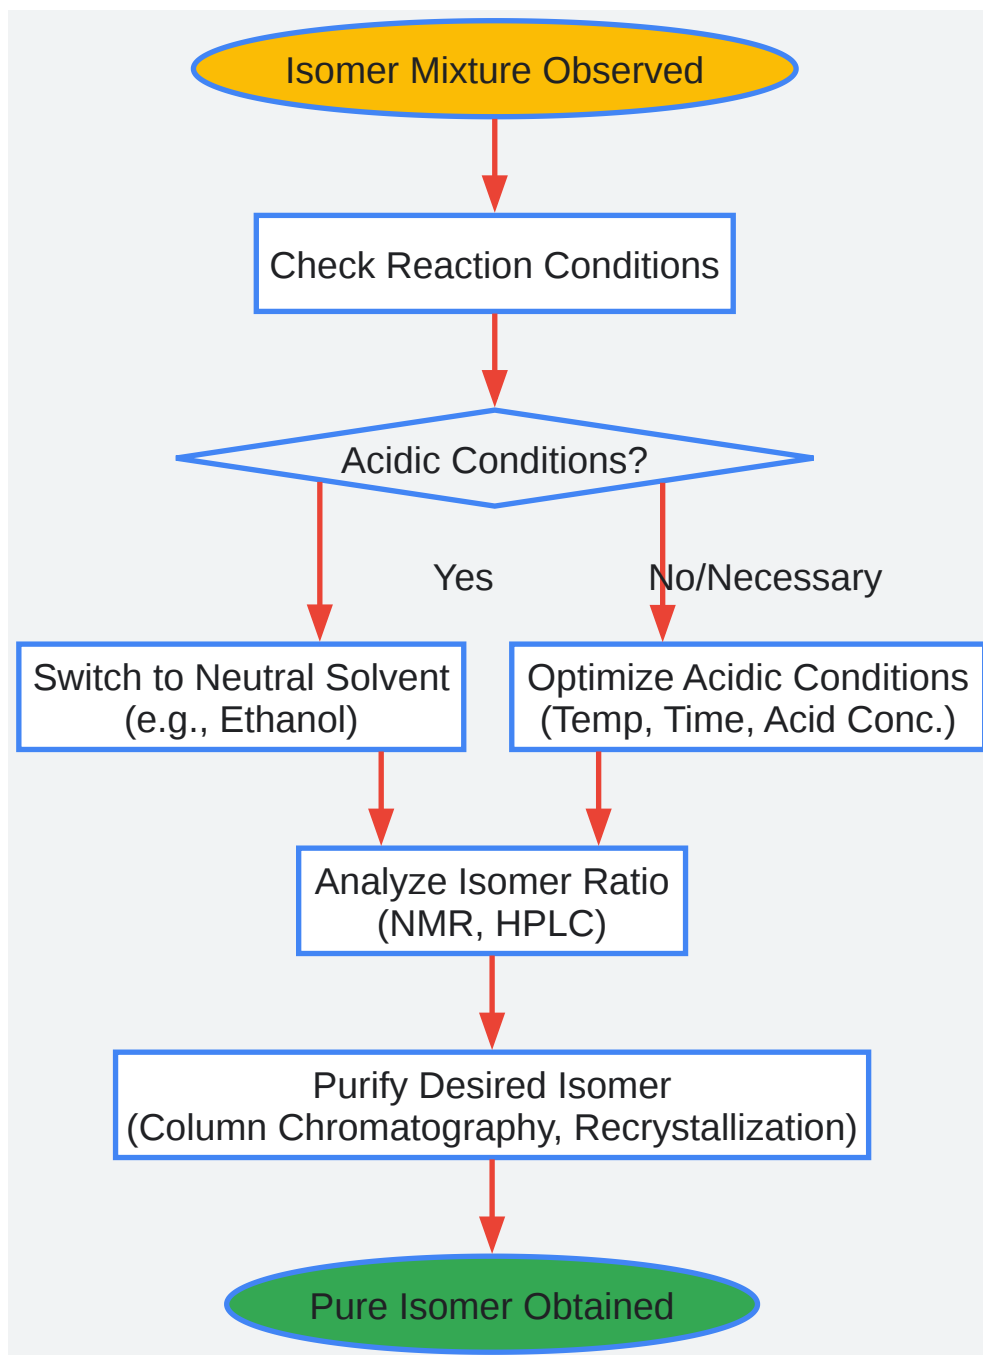 Isomer Mixture Observed
Check Reaction Conditions
Acidic Conditions?
Yes
No/Necessary
Switch to Neutral Solvent
(e.g., Ethanol)
Optimize Acidic Conditions
(Temp, Time, Acid Conc.)
Analyze Isomer Ratio
(NMR, HPLC)
Purify Desired Isomer
(Column Chromatography, Recrystallization)
Pure Isomer Obtained